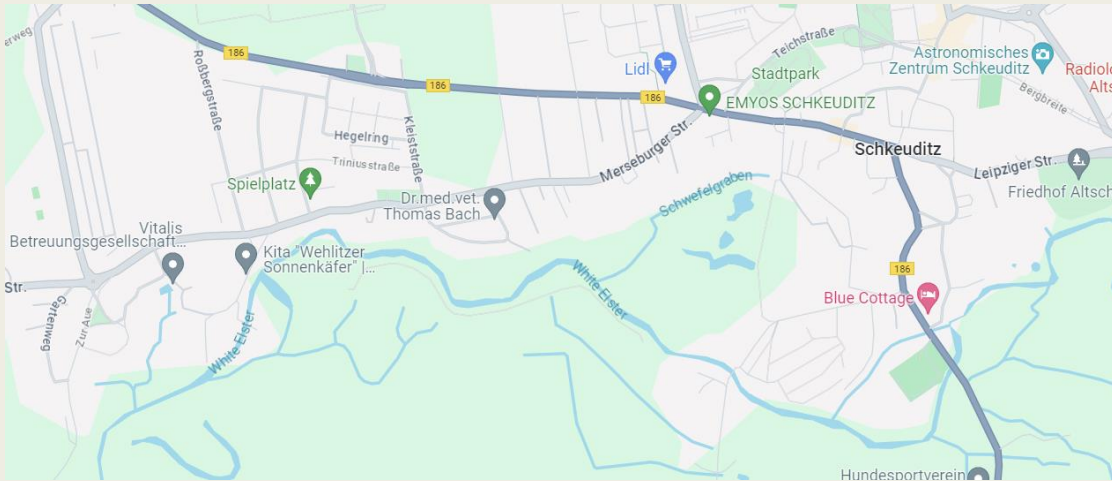 erweg
186
Roßbergstraße
186
Lidl
186
Teichstraße
Stadtpark
Astronomisches
Zentrum Schkeuditz
Radiolo
Alts
Bergbreite
EMYOS SCHKEUDITZ
Hegelring
Triniusstraße
Kleiststraße
Merseburger Str.
Schkeuditz
Leipziger Str.
Friedhof Altsch
Spielplatz
Dr.med.vet.
Thomas Bach
Schwefelgraben
Vitalis
Betreuungsgesellschaft...
Kita "Wehlitzer
Sonnenkäfer" |...
Str.
Gartenweg
Zur Aue
White Elster
White Elster
186
Blue Cottage
Hundesportverein